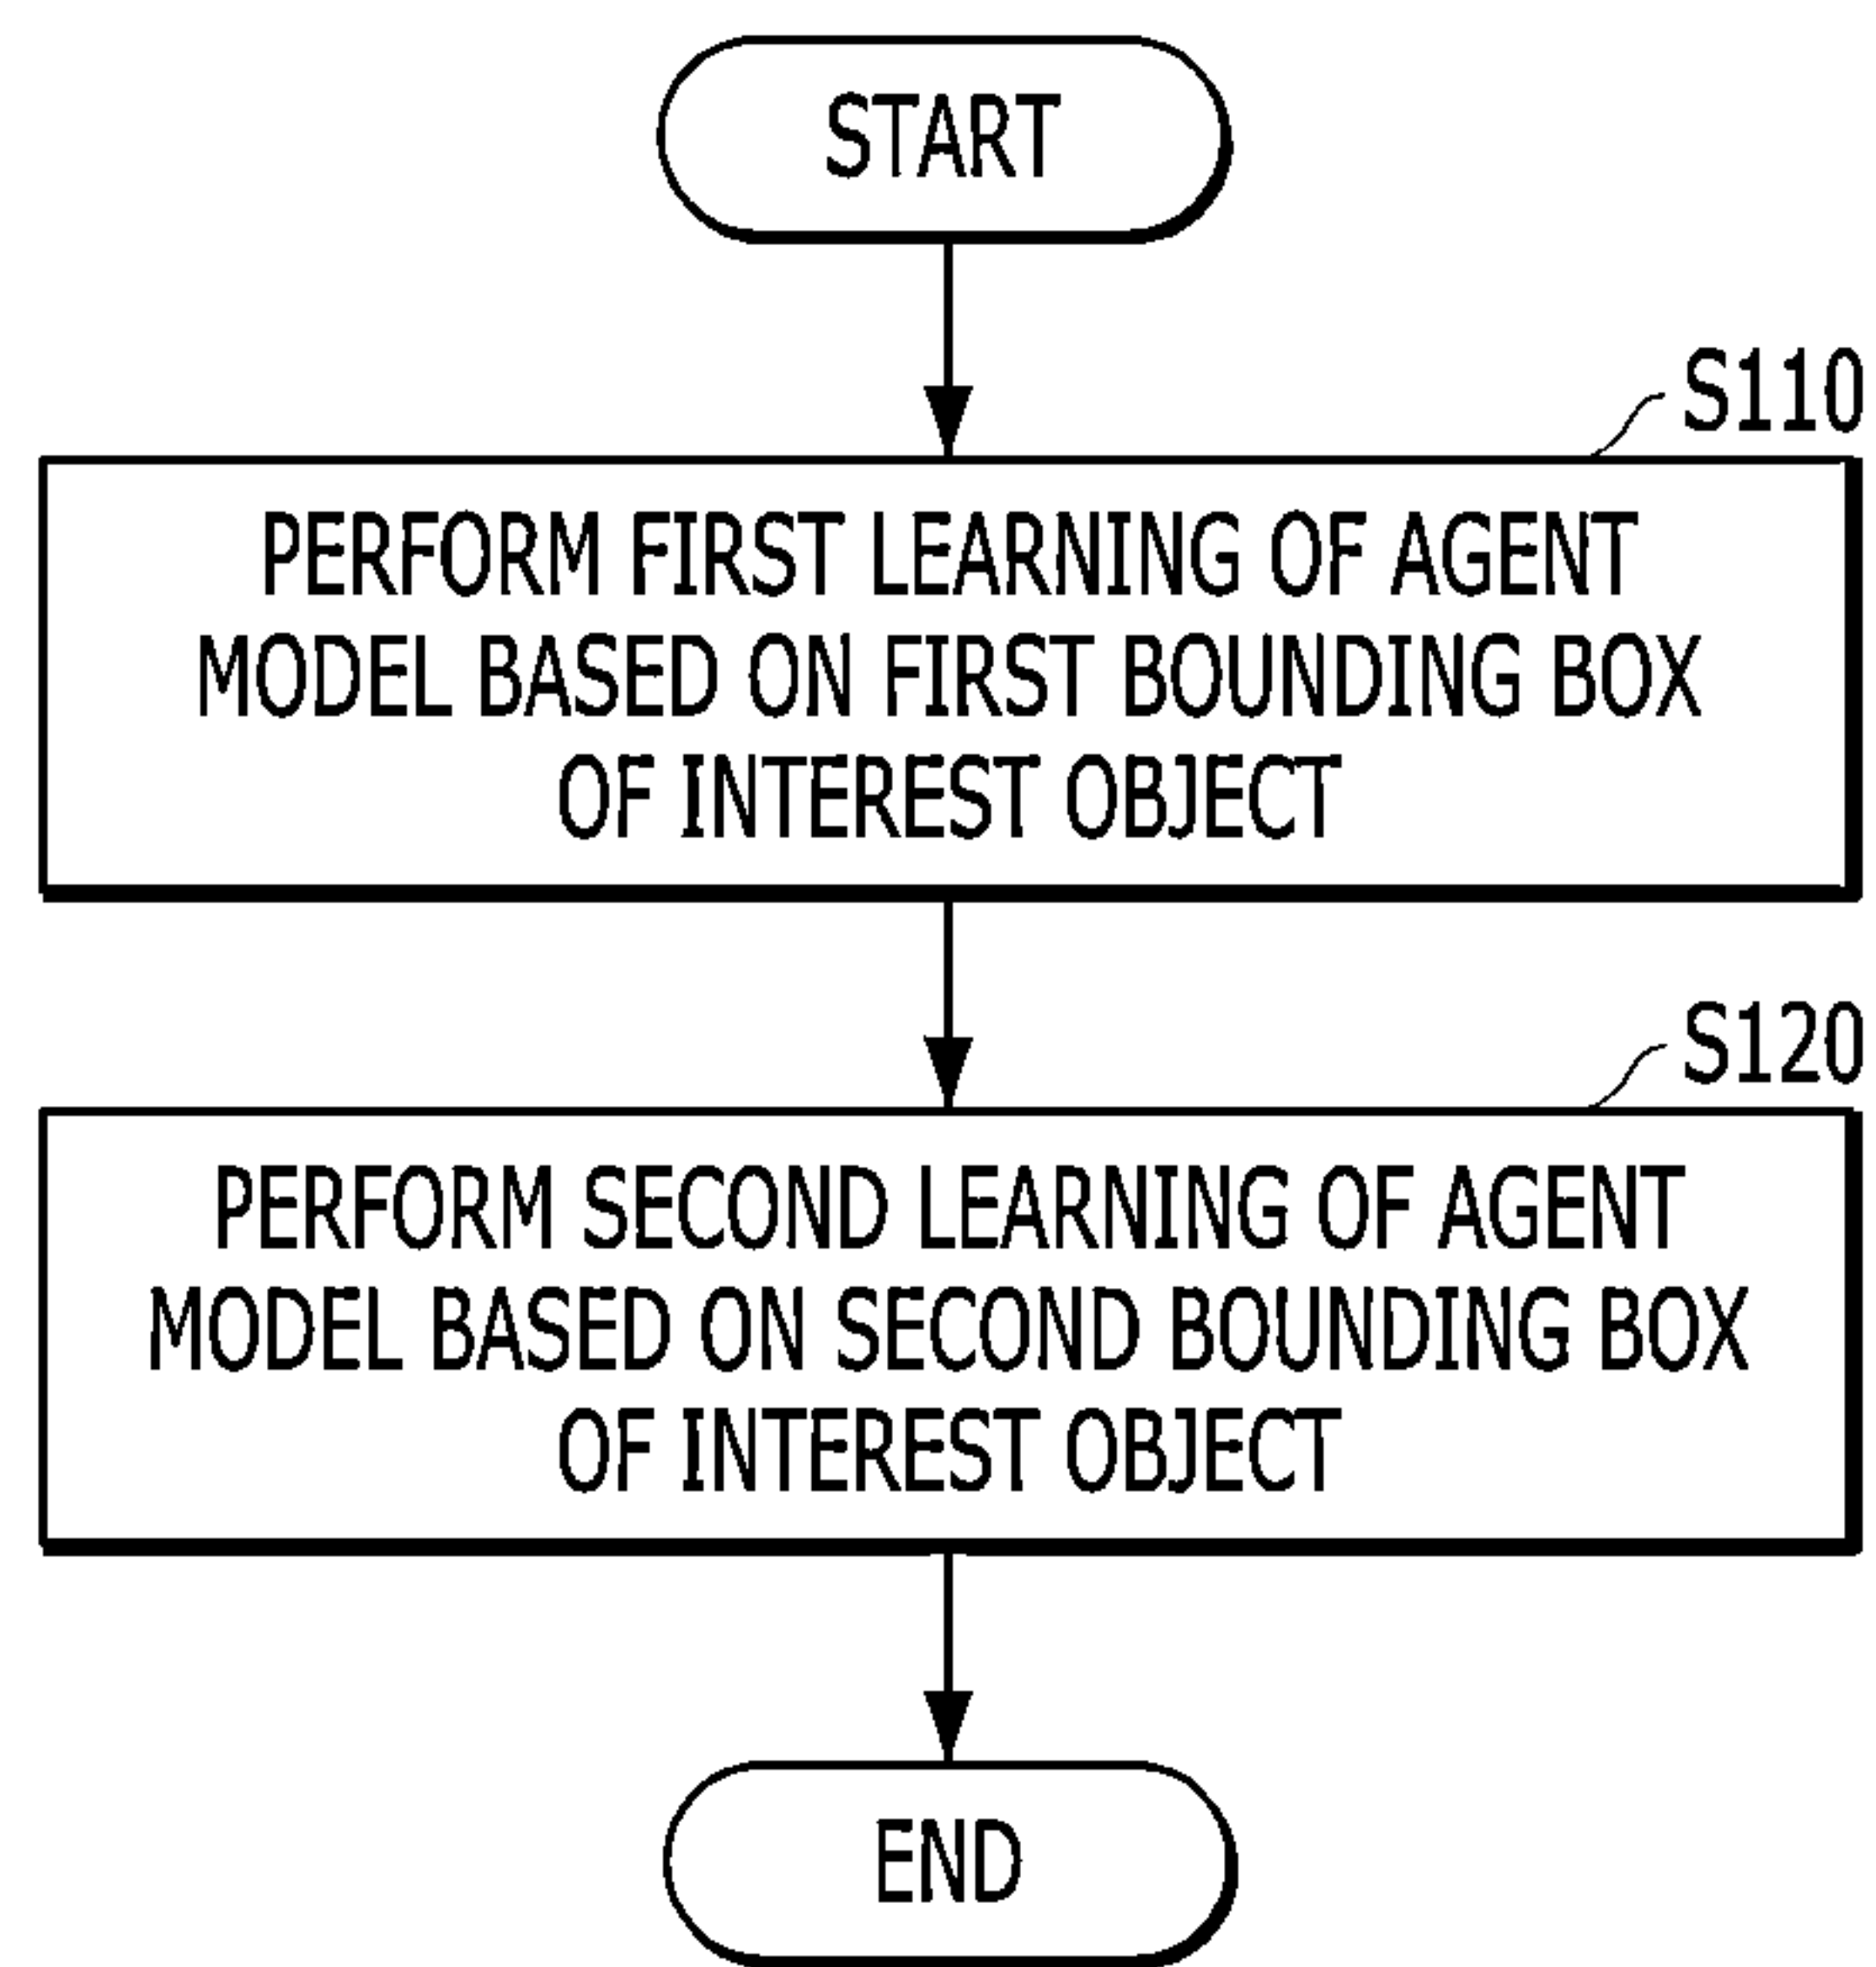 START
S110
PERFORM FIRST LEARNING OF AGENT
MODEL BASED ON FIRST BOUNDING BOX
OF INTEREST OBJECT
S120
PERFORM SECOND LEARNING OF AGENT
MODEL BASED ON SECOND BOUNDING BOX
OF INTEREST OBJECT
END